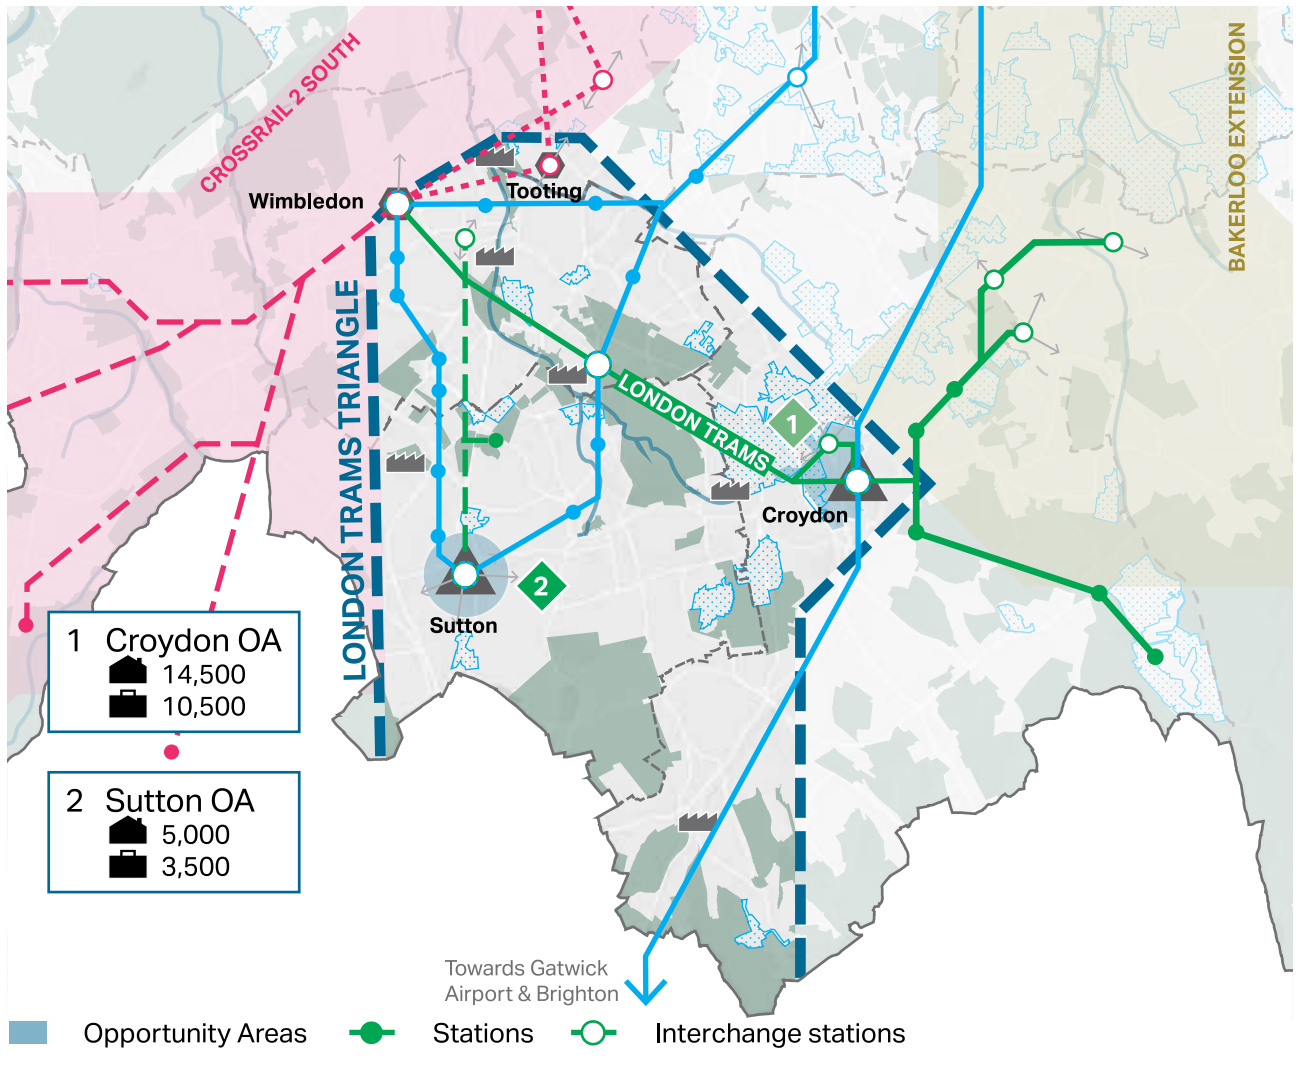 CROSSRAIL 2 SOUTH
BAKERLOO EXTENSION
Wimbledon
Tooting
LONDON TRAMS TRIANGLE
LONDON TRAMS
1
Croydon
2
Sutton
1 Croydon OA
14,500
10,500
2 Sutton OA
5,000
3,500
Towards Gatwick
Airport & Brighton
Opportunity Areas
Stations
Interchange stations